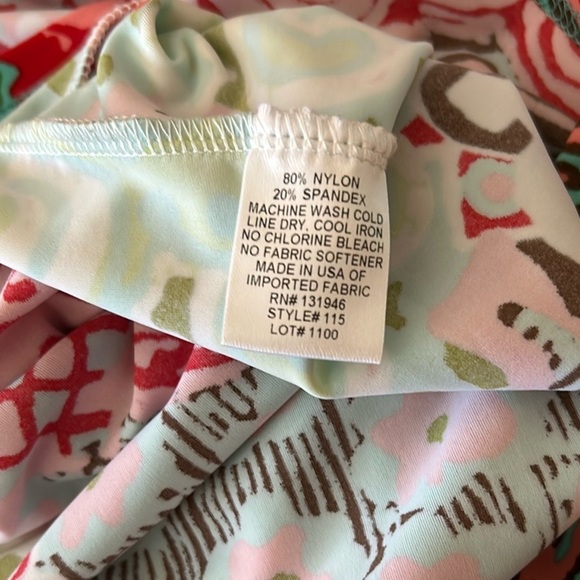 80% NYLON
20% SPANDEX
MACHINE WASH COLD
LINE DRY. COOL IRON
NO CHLORINE BLEACH
NO FABRIC SOFTENER
MADE IN USA OF
IMPORTED FABRIC
RN# 131946
STYLE# 115
LOT# 1100